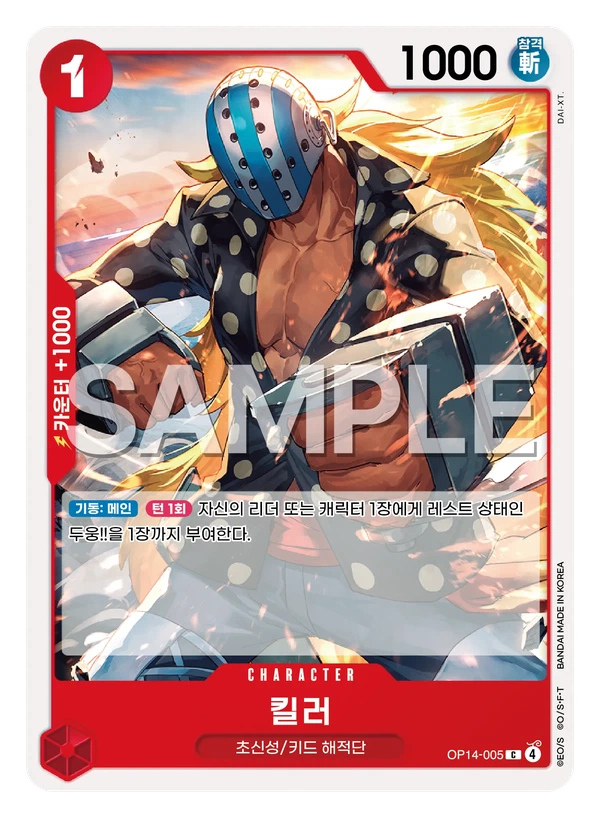 1
1000
참격
斬
DAI-XT.
카운터 +1000
SAMPLE
기동: 메인 턴 1회 자신의 리더 또는 캐릭터 1장에게 레스트 상태인
두웅!!을 1장까지 부여한다.
CHARACTER
킬러
초신성/키드 해적단
OP14-005 C 4
©EO/S ©O/S·F·T BANDAI MADE IN KOREA